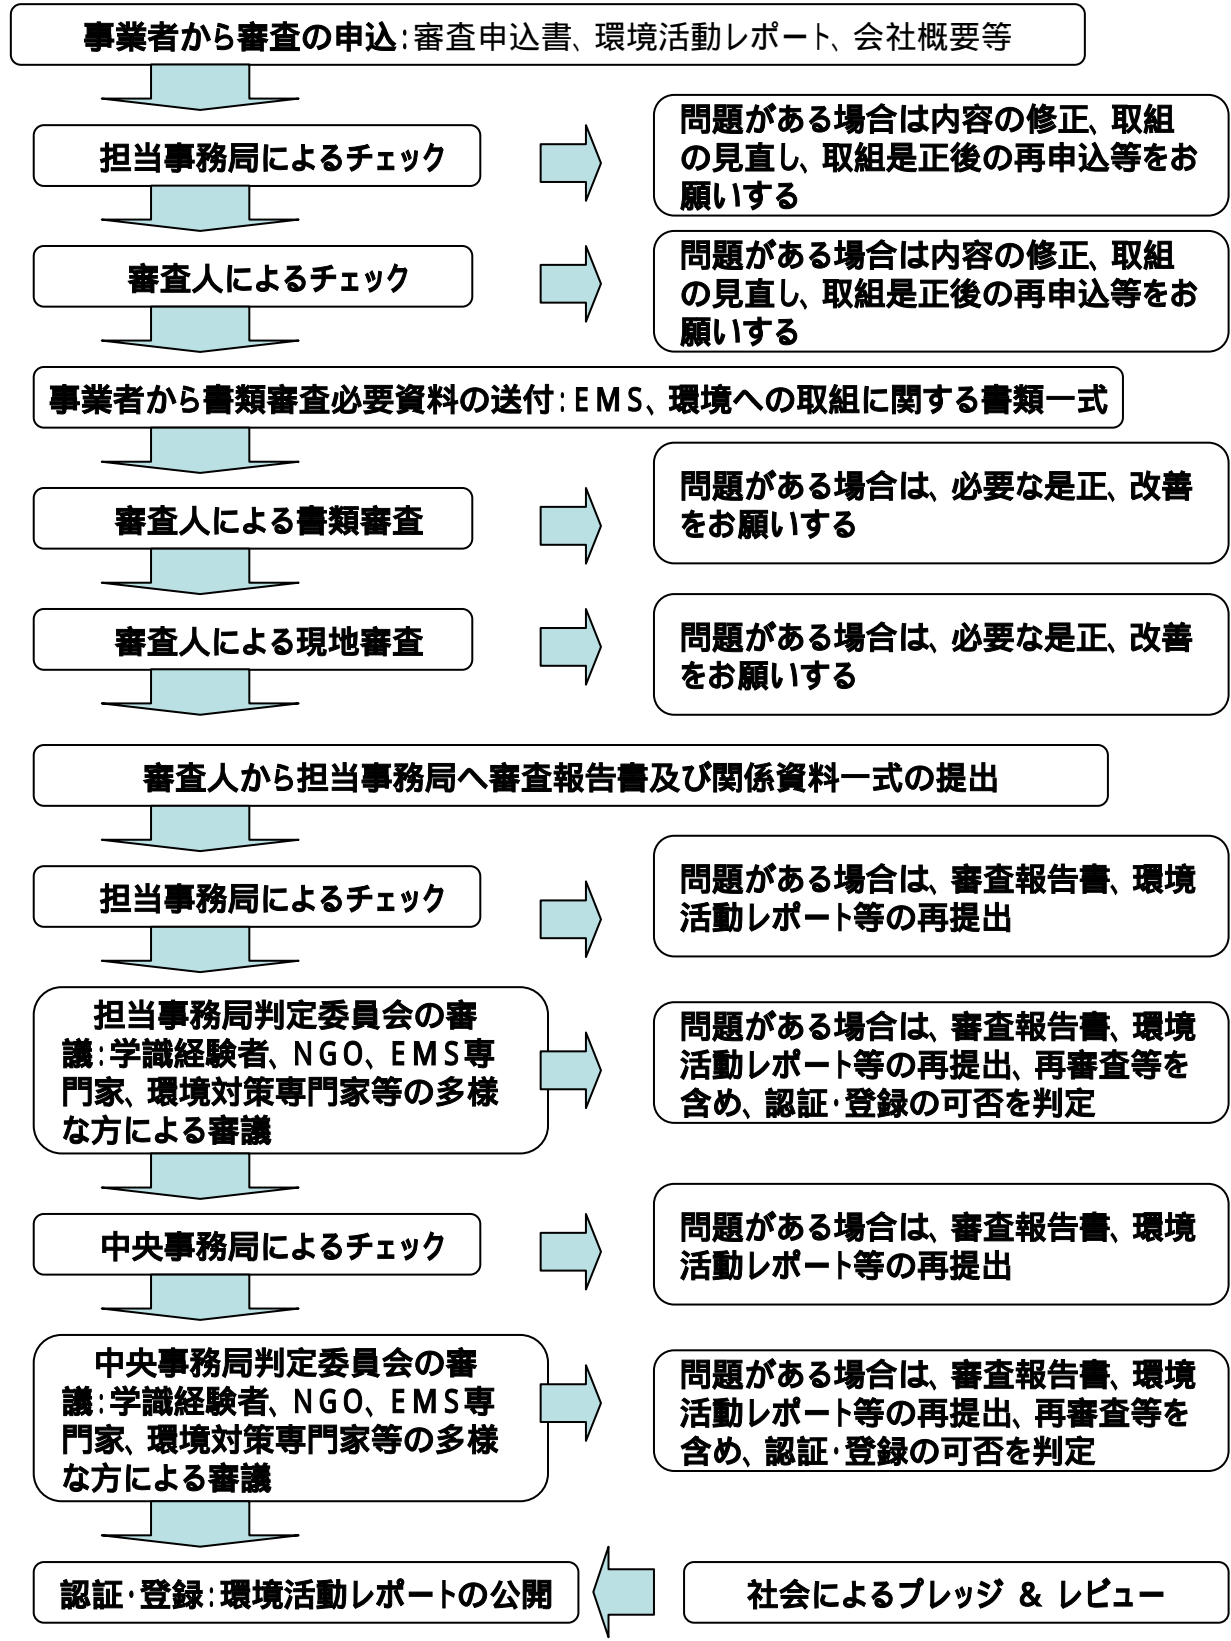 事業者から審査の申込:審査申込書、環境活動レポート、会社概要等
担当事務局によるチェック
問題がある場合は内容の修正、取組
の見直し、取組是正後の再申込等をお
願いする
審査人によるチェック
問題がある場合は内容の修正、取組
の見直し、取組是正後の再申込等をお
願いする
事業者から書類審査必要資料の送付:EMS、環境への取組に関する書類一式
審査人による書類審査
問題がある場合は、必要な是正、改善
をお願いする
審査人による現地審査
問題がある場合は、必要な是正、改善
をお願いする
審査人から担当事務局へ審査報告書及び関係資料一式の提出
担当事務局によるチェック
問題がある場合は、審査報告書、環境
活動レポート等の再提出
担当事務局判定委員会の審
議:学識経験者、NGO、EMS専
門家、環境対策専門家等の多様
な方による審議
問題がある場合は、審査報告書、環境
活動レポート等の再提出、再審査等を
含め、認証・登録の可否を判定
中央事務局によるチェック
問題がある場合は、審査報告書、環境
活動レポート等の再提出
中央事務局判定委員会の審
議:学識経験者、NGO、EMS専
門家、環境対策専門家等の多様
な方による審議
問題がある場合は、審査報告書、環境
活動レポート等の再提出、再審査等を
含め、認証・登録の可否を判定
認証・登録:環境活動レポートの公開
社会によるプレッジ & レビュー